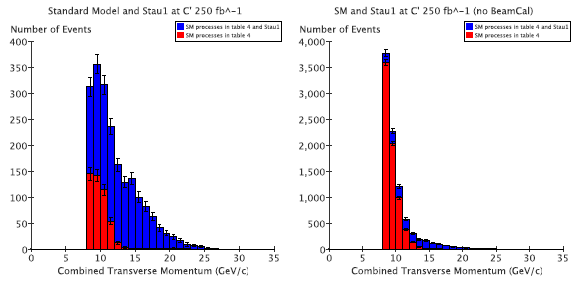 Standard Model and Stau1 at C' 250 fb^-1
Number of Events
SM processes in table 4 and Stau1
SM processes in table 4
400
350
300
250
200
150
100
50
0
0 5 10 15 20 25 30 35
Combined Transverse Momentum (GeV/c)
SM and Stau1 at C' 250 fb^-1 (no BeamCal)
Number of Events
SM processes in table 4 and Stau1
SM processes in table 4
4,000
3,500
3,000
2,500
2,000
1,500
1,000
500
0
0 5 10 15 20 25 30 35
Combined Transverse Momentum (GeV/c)